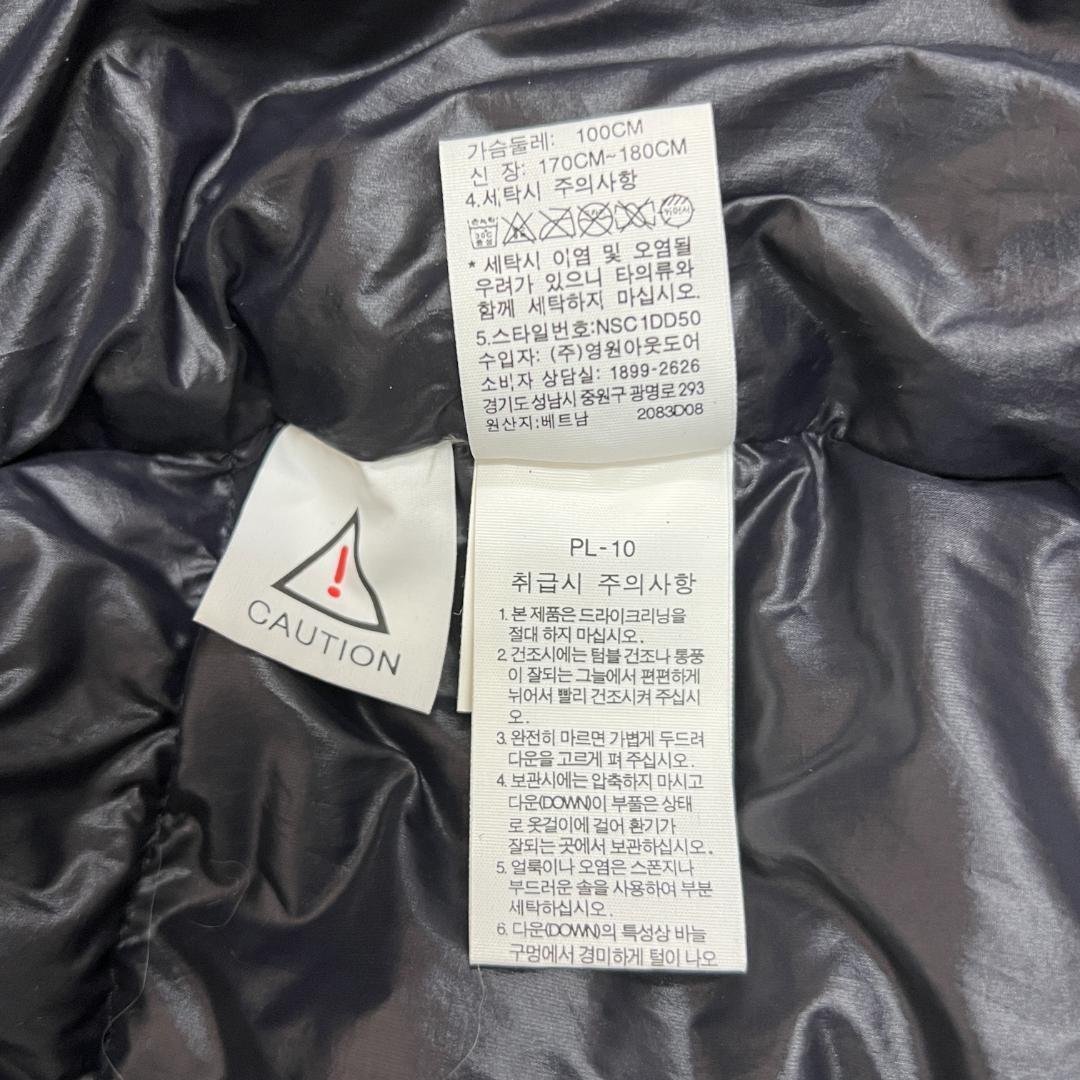 가슴둘레: 100CM
신 장: 170CM~180CM
4.세탁시 주의사항
손세탁
30℃
중성
뉘어서
* 세탁시 이염 및 오염될
우려가 있으니 타의류와
함께 세탁하지 마십시오.
5.스타일번호:NSC1DD50
수입자: (주)영원아웃도어
소비자 상담실: 1899-2626
경기도성남시 중원구 광명로 293
원산지:베트남 2083D08
CAUTION
PL-10
취급시 주의사항
1. 본 제품은 드라이크리닝을
절대 하지 마십시오.
2. 건조시에는 텀블 건조나 통풍
이 잘되는 그늘에서 편편하게
뉘어서 빨리 건조시켜 주십시
오.
3. 완전히 마르면 가볍게 두드려
다운을 고르게 펴 주십시오.
4. 보관시에는 압축하지 마시고
다운(DOWN)이 부풀은 상태
로 옷걸이에 걸어 환기가
잘되는 곳에서 보관하십시오.
5. 얼룩이나 오염은 스폰지나
부드러운 솔을 사용하여 부분
세탁하십시오.
6. 다운(DOWN)의 특성상 바늘
구멍에서 경미하게 털이 나오